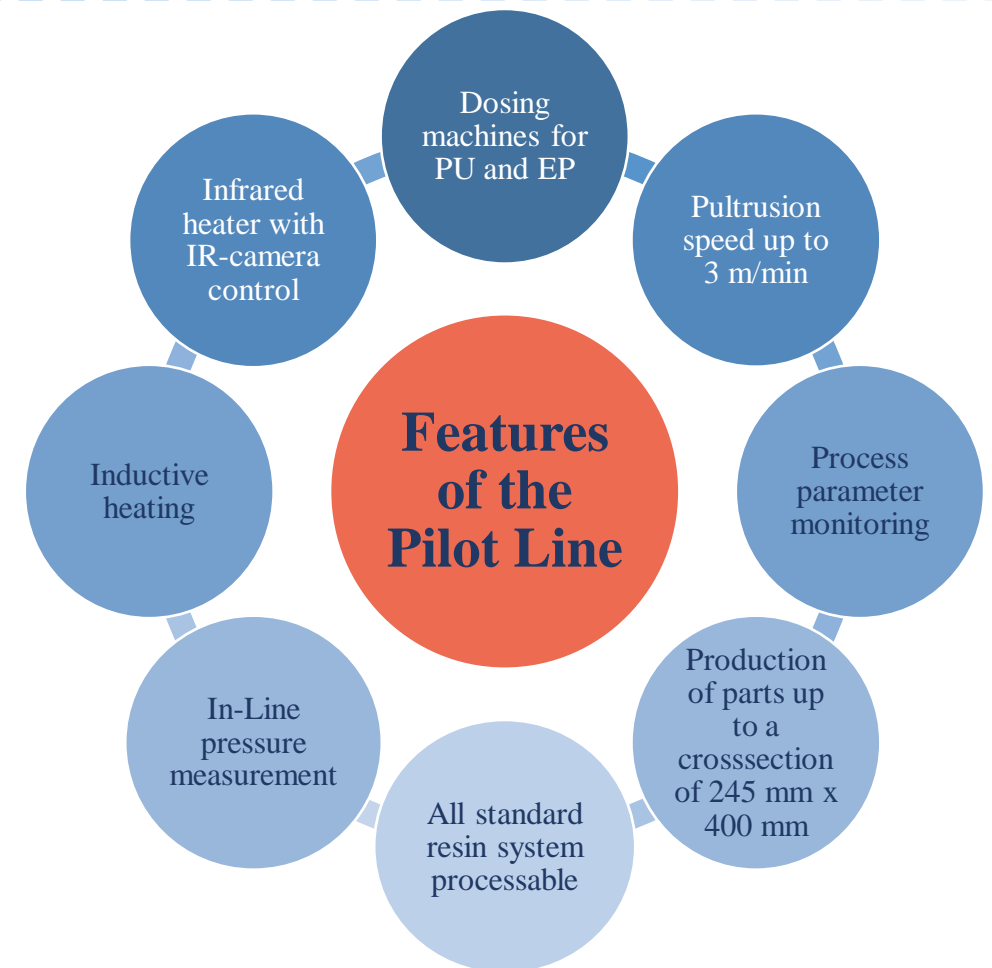 Dosing
machines for
PU and EP
Pultrusion
speed up to
3 m/min
Process
parameter
monitoring
Production
of parts up
to a
crosssection
of 245 mm x
400 mm
All standard
resin system
processable
In-Line
pressure
measurement
Inductive
heating
Infrared
heater with
IR-camera
control
Features
of the
Pilot Line